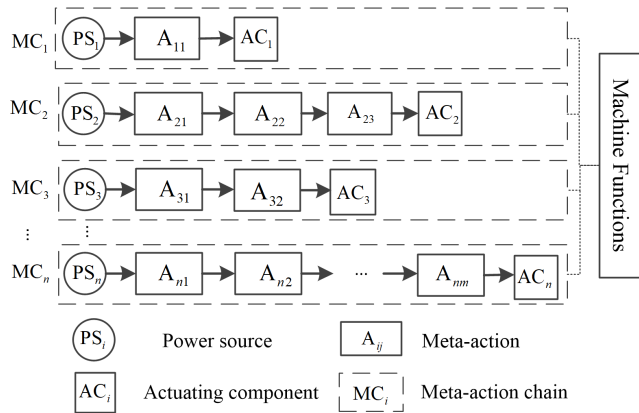 MC₁ PS₁ A₁₁ AC₁
MC₂ PS₂ A₂₁ A₂₂ A₂₃ AC₂
MC₃ PS₃ A₃₁ A₃₂ AC₃
⋮ ⋮
MCₙ PSₙ Aₙ₁ Aₙ₂ ... Aₙₘ ACₙ
Machine Functions
PSᵢ Power source Aᵢⱼ Meta-action
ACᵢ Actuating component MCᵢ Meta-action chain